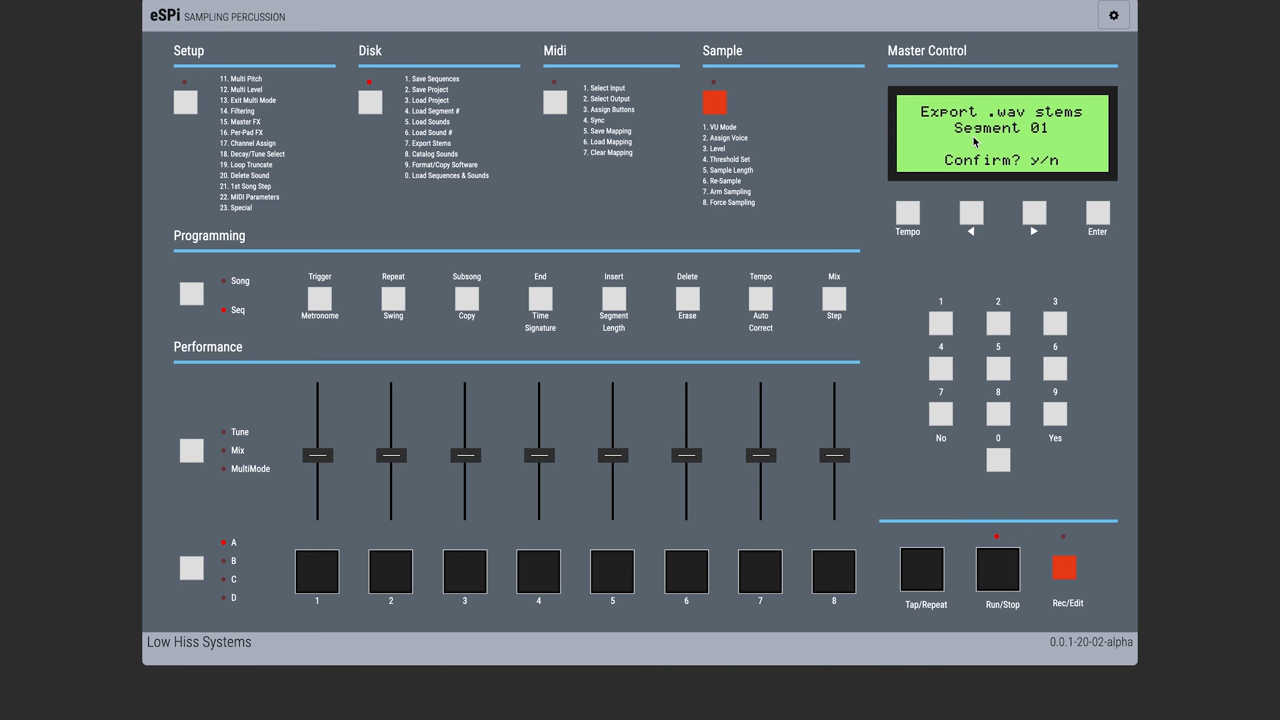 eSPi SAMPLING PERCUSSION
Setup
11. Multi Pitch
12. Multi Level
13. Exit Multi Mode
14. Filtering
15. Master FX
16. Per-Pad FX
17. Channel Assign
18. Decay/Tune Select
19. Loop Truncate
20. Delete Sound
21. 1st Song Step
22. MIDI Parameters
23. Special
Disk
1. Save Sequences
2. Save Project
3. Load Project
4. Load Segment #
5. Load Sounds
6. Load Sound #
7. Export Stems
8. Catalog Sounds
9. Format/Copy Software
0. Load Sequences & Sounds
Midi
1. Select Input
2. Select Output
3. Assign Buttons
4. Sync
5. Save Mapping
6. Load Mapping
7. Clear Mapping
Sample
1. VU Mode
2. Assign Voice
3. Level
4. Threshold Set
5. Sample Length
6. Re-Sample
7. Arm Sampling
8. Force Sampling
Master Control
Export .wav stems
Segment 01
Confirm? y/n
Tempo ◀ ▶ Enter
Programming
Song
Seq
Trigger Repeat Subsong End Insert Delete Tempo Mix
Metronome Swing Copy Time Segment Erase Auto Step
Signature Length Correct
1 2 3
4 5 6
7 8 9
No 0 Yes
Performance
Tune
Mix
MultiMode
A
B
C
D
1 2 3 4 5 6 7 8
Tap/Repeat Run/Stop Rec/Edit
Low Hiss Systems
0.0.1-20-02-alpha